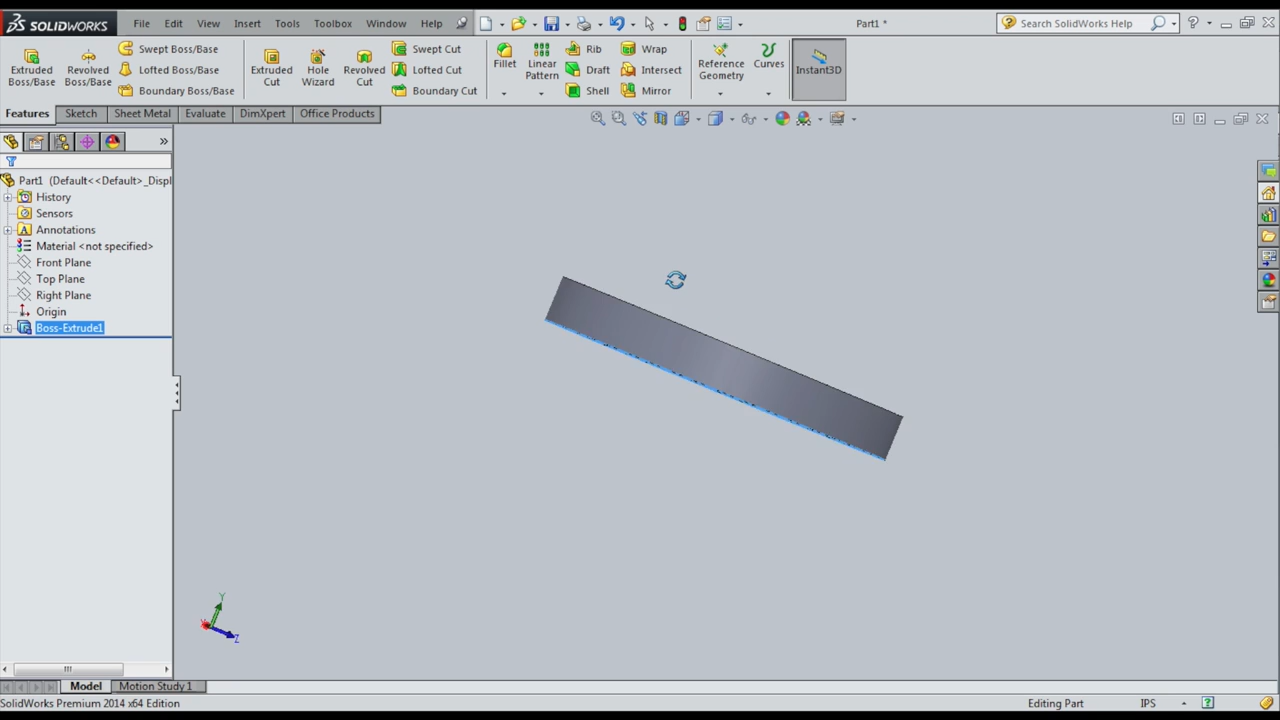 SOLIDWORKS File Edit View Insert Tools Toolbox Window Help Part1 * Search SolidWorks Help
Extruded Boss/Base
Revolved Boss/Base
Swept Boss/Base
Lofted Boss/Base
Boundary Boss/Base
Extruded Cut
Hole Wizard
Revolved Cut
Swept Cut
Lofted Cut
Boundary Cut
Fillet
Linear Pattern
Rib
Draft
Shell
Wrap
Intersect
Mirror
Reference Geometry
Curves
Instant3D
Features Sketch Sheet Metal Evaluate DimXpert Office Products
Part1 (Default<<Default>_Displ
History
Sensors
Annotations
Material <not specified>
Front Plane
Top Plane
Right Plane
Origin
Boss-Extrude1
Y
X
Z
Model Motion Study 1
SolidWorks Premium 2014 x64 Edition Editing Part IPS